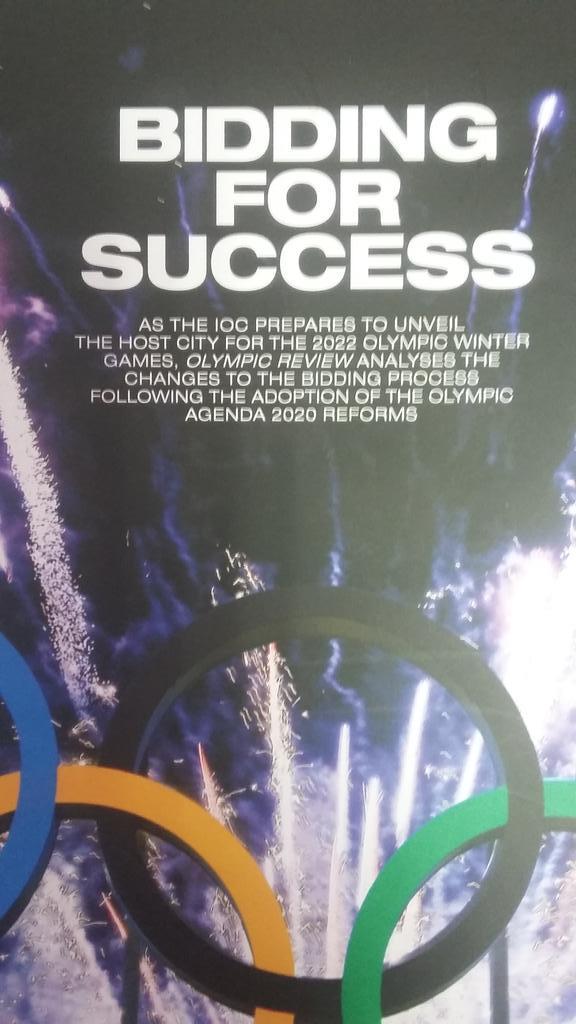 BIDDING
FOR
SUCCESS
AS THE IOC PREPARES TO UNVEIL
THE HOST CITY FOR THE 2022 OLYMPIC WINTER
GAMES, OLYMPIC REVIEW ANALYSES THE
CHANGES TO THE BIDDING PROCESS
FOLLOWING THE ADOPTION OF THE OLYMPIC
AGENDA 2020 REFORMS